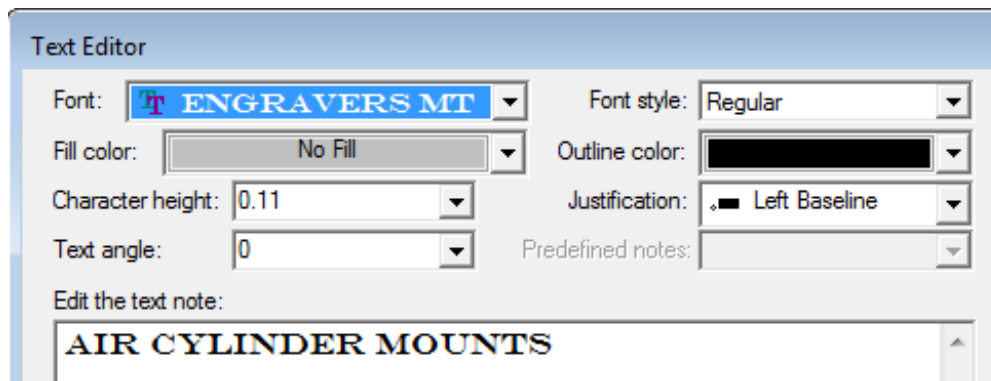 Text Editor
Font: ENGRAVERS MT Font style: Regular
Fill color: No Fill Outline color:
Character height: 0.11 Justification: Left Baseline
Text angle: 0 Predefined notes:
Edit the text note:
AIR CYLINDER MOUNTS